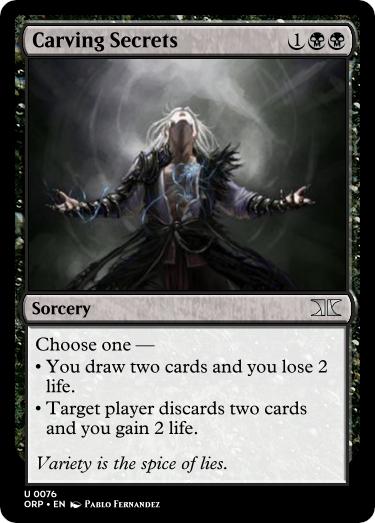 Carving Secrets 1
Sorcery
Choose one —
• You draw two cards and you lose 2
life.
• Target player discards two cards
and you gain 2 life.
Variety is the spice of lies.
U 0076
ORP • EN Pablo Fernandez